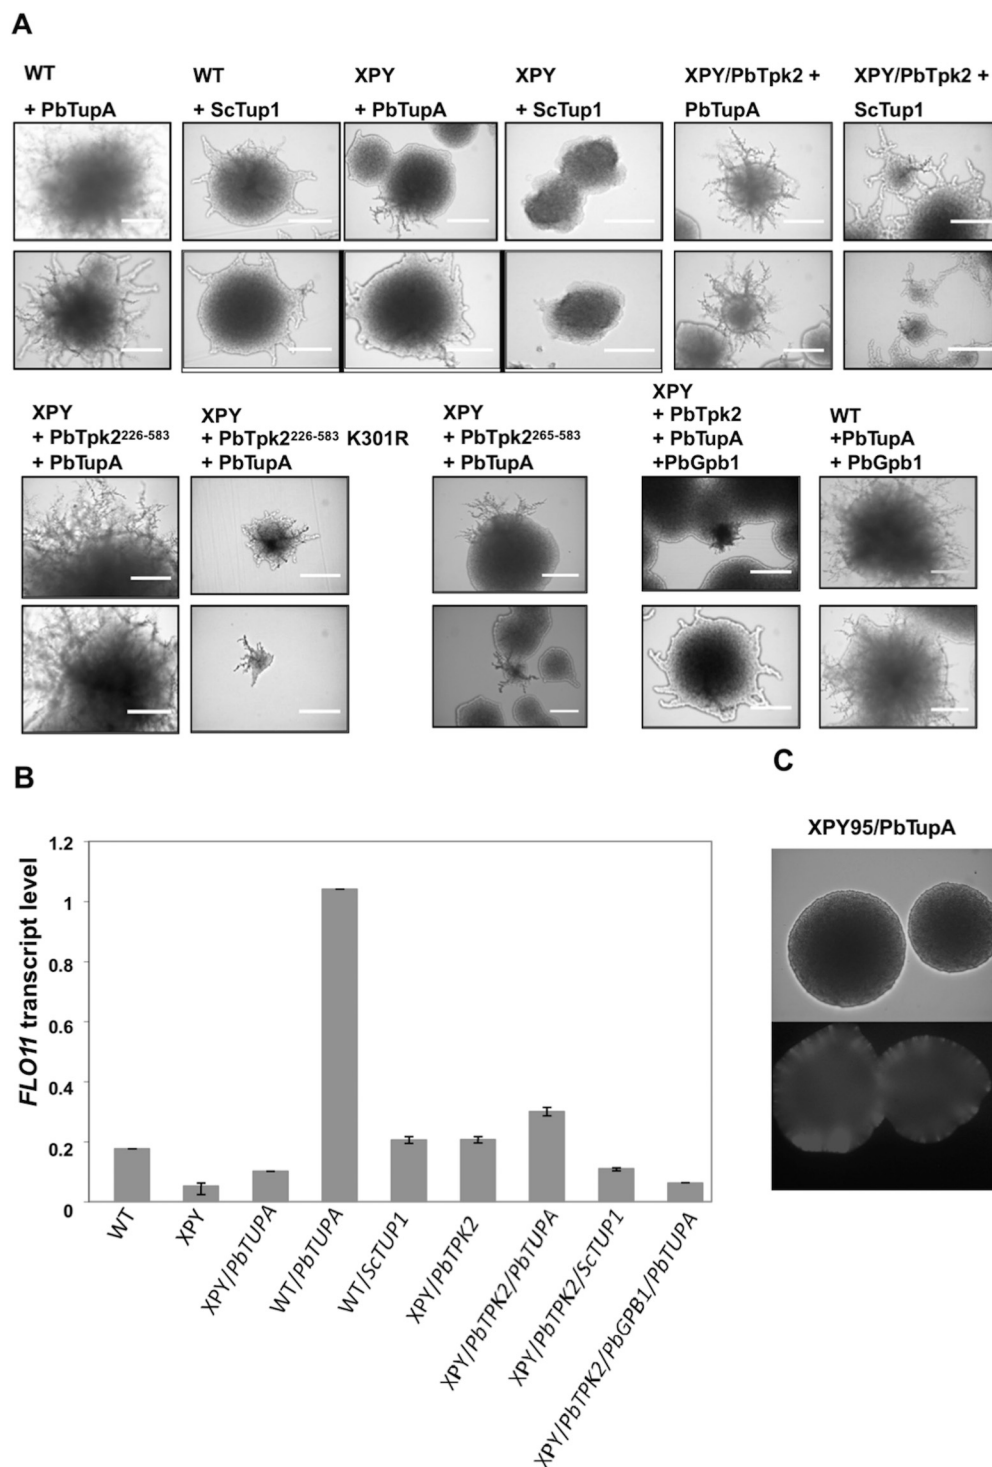 A
WT
+ PbTupA
WT
+ ScTup1
XPY
+ PbTupA
XPY
+ ScTup1
XPY/PbTpk2 +
PbTupA
XPY/PbTpk2 +
ScTup1
XPY
+ PbTpk2²²⁶⁻⁵⁸³
+ PbTupA
XPY
+ PbTpk2²²⁶⁻⁵⁸³ K301R
+ PbTupA
XPY
+ PbTpk2²⁶⁵⁻⁵⁸³
+ PbTupA
XPY
+ PbTpk2
+ PbTupA
+PbGpb1
WT
+PbTupA
+ PbGpb1
B
FLO11 transcript level
1.2
1
0.8
0.6
0.4
0.2
0
WT
XPY
XPY/PbTUPA
WT/PbTUPA
WT/ScTUP1
XPY/PbTPK2
XPY/PbTPK2/PbTUPA
XPY/PbTPK2/ScTUP1
XPY/PbTPK2/PbGPB1/PbTUPA
C
XPY95/PbTupA